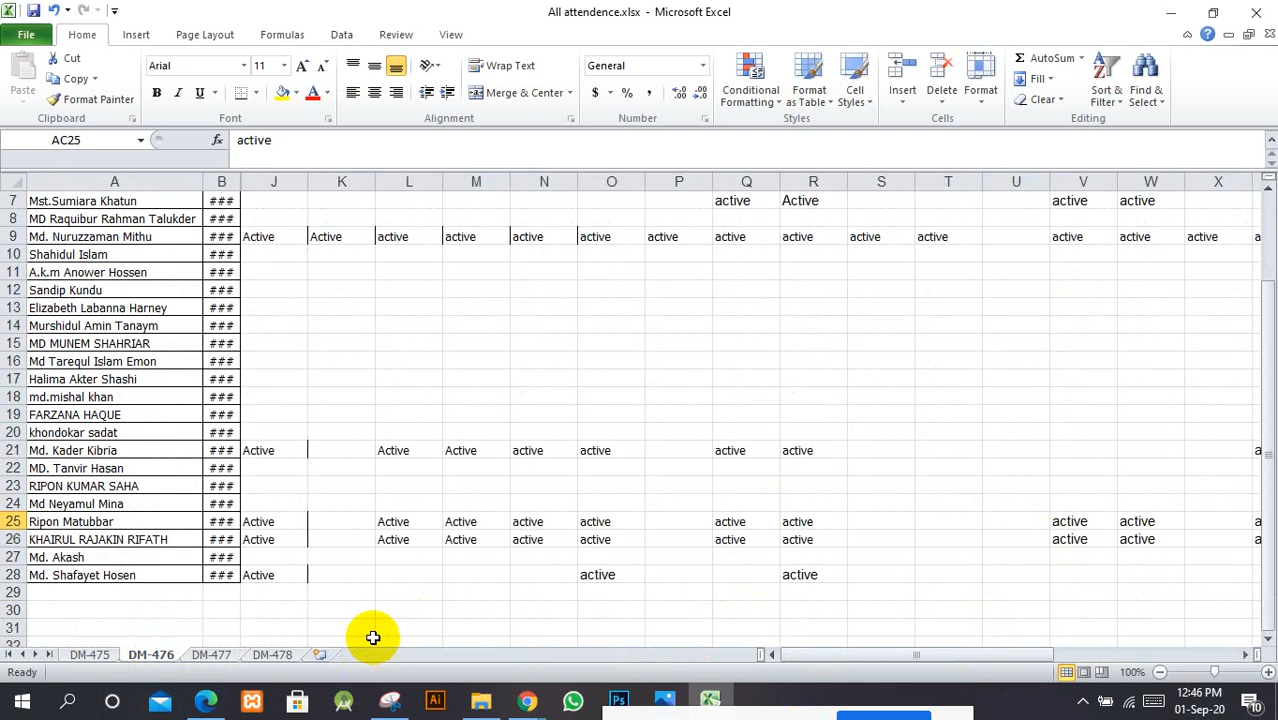 All attendence.xlsx - Microsoft Excel
File Home Insert Page Layout Formulas Data Review View
Cut
Copy
Format Painter
Paste
Clipboard
Arial 11
B I U
Font
Wrap Text
Merge & Center
Alignment
General
$ % ,
Number
Conditional Formatting
Format as Table
Cell Styles
Styles
Insert
Delete
Format
Cells
Σ AutoSum
Fill
Clear
Sort & Filter
Find & Select
Editing
AC25 fx active
A B J K L M N O P Q R S T U V W X
7 Mst.Sumiara Khatun ### active Active active active
8 MD Raquibur Rahman Talukder ###
9 Md. Nuruzzaman Mithu ### Active Active active active active active active active active active active active active active a
10 Shahidul Islam ###
11 A.k.m Anower Hossen ###
12 Sandip Kundu ###
13 Elizabeth Labanna Harney ###
14 Murshidul Amin Tanaym ###
15 MD MUNEM SHAHRIAR ###
16 Md Tarequl Islam Emon ###
17 Halima Akter Shashi ###
18 md.mishal khan ###
19 FARZANA HAQUE ###
20 khondokar sadat ###
21 Md. Kader Kibria ### Active Active Active active active active active a
22 MD. Tanvir Hasan ###
23 RIPON KUMAR SAHA ###
24 Md Neyamul Mina ###
25 Ripon Matubbar ### Active Active Active active active active active active active a
26 KHAIRUL RAJAKIN RIFATH ### Active Active Active active active active active active active a
27 Md. Akash ###
28 Md. Shafayet Hosen ### Active active active
29
30
31
32
DM-475 DM-476 DM-477 DM-478
Ready 100%
Ai Ps 12:46 PM
01-Sep-20 10